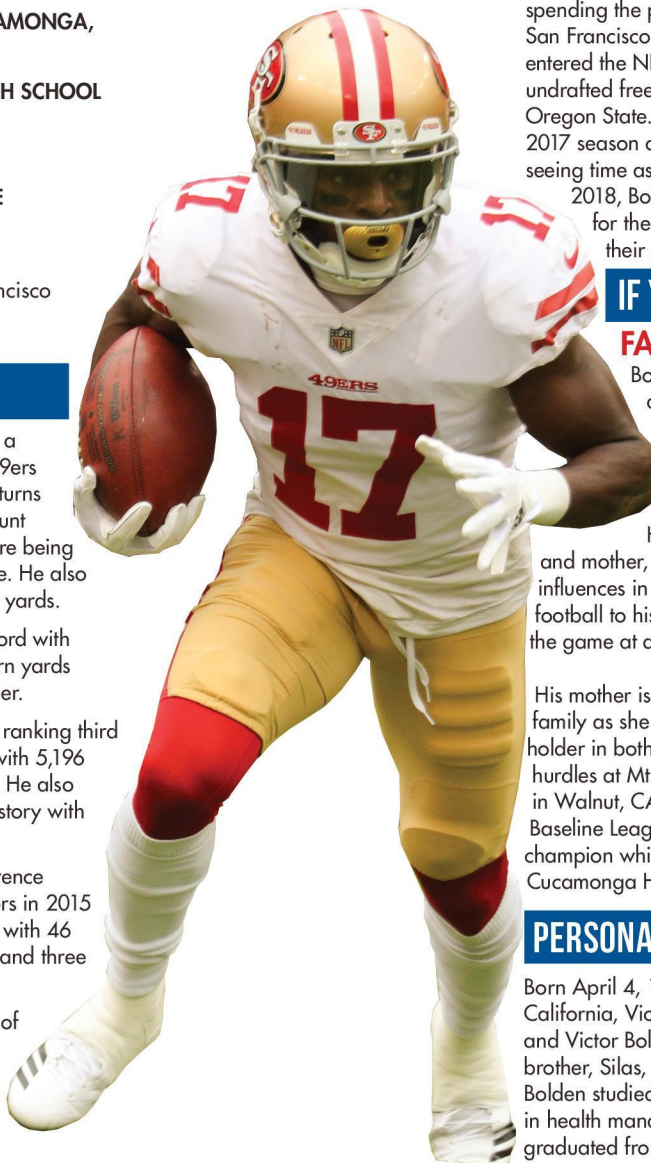 AMONGA,
H SCHOOL
E
ncisco
a
9ers
turns
unt
re being
e. He also
yards.
ord with
rn yards
er.
ranking third
with 5,196
He also
story with
rence
rs in 2015
with 46
and three
of
SF
49ERS
17
17
NFL
49ERS
17
spending the p
San Francisco
entered the N
undrafted free
Oregon State.
2017 season
seeing time as
2018, Bo
for the
their
IF
FA
Bo
H
and mother,
influences in
football to his
the game at
His mother is
family as she
holder in both
hurdles at Mt
in Walnut, CA
Baseline Leag
champion whi
Cucamonga H
PERSONA
Born April 4, 1
California, Vic
and Victor Bol
brother, Silas,
Bolden studied
in health mana
graduated fro